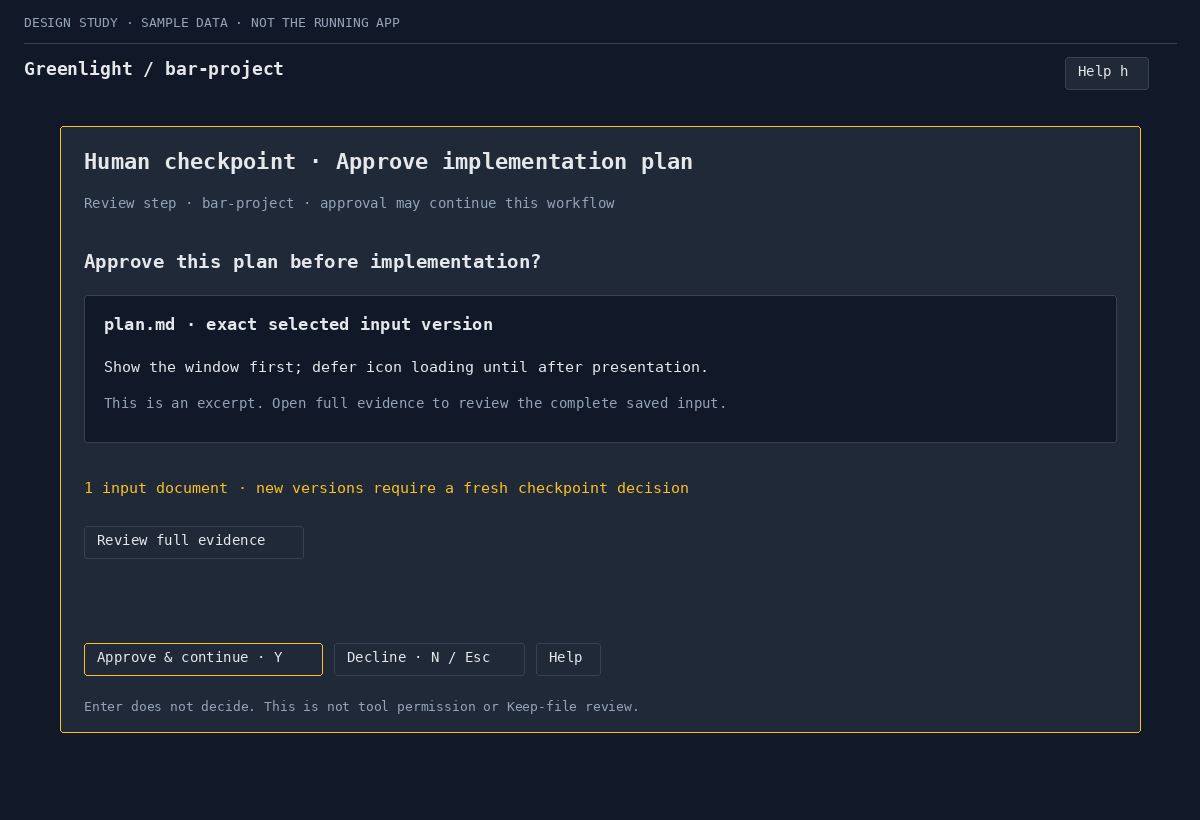 DESIGN STUDY · SAMPLE DATA · NOT THE RUNNING APP
Greenlight / bar-project
Help h
Human checkpoint · Approve implementation plan
Review step · bar-project · approval may continue this workflow
Approve this plan before implementation?
plan.md · exact selected input version
Show the window first; defer icon loading until after presentation.
This is an excerpt. Open full evidence to review the complete saved input.
1 input document · new versions require a fresh checkpoint decision
Review full evidence
Approve & continue · Y
Decline · N / Esc
Help
Enter does not decide. This is not tool permission or Keep-file review.